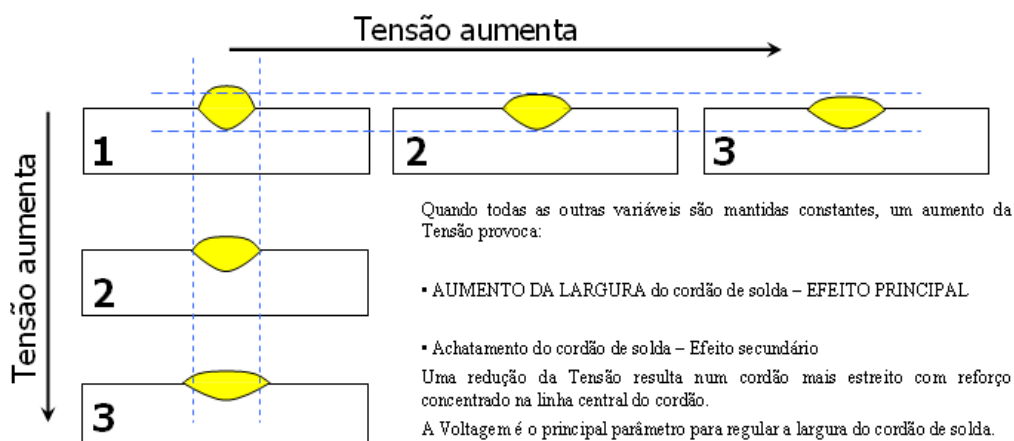 Tensão aumenta
Tensão aumenta
1
2
3
2
3
Quando todas as outras variáveis são mantidas constantes, um aumento da
Tensão provoca:
▪ AUMENTO DA LARGURA do cordão de solda – EFEITO PRINCIPAL
▪ Achatamento do cordão de solda – Efeito secundário
Uma redução da Tensão resulta num cordão mais estreito com reforço
concentrado na linha central do cordão.
A Voltagem é o principal parâmetro para regular a largura do cordão de solda.